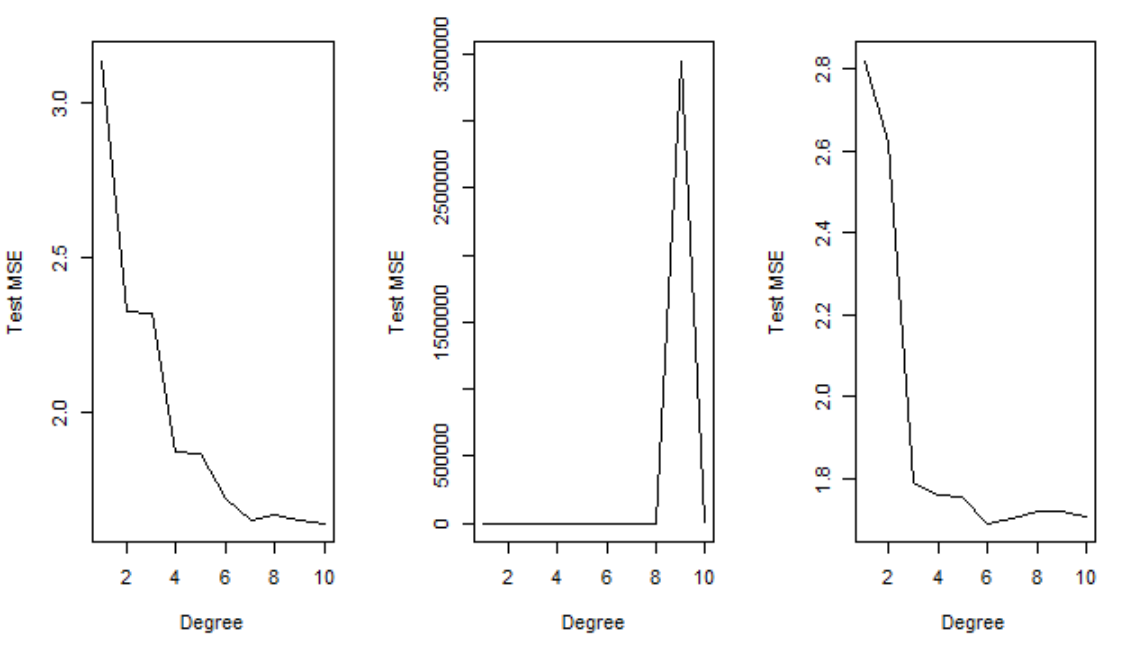 Test MSE
3.0
2.5
2.0
2 4 6 8 10
Degree
Test MSE
3500000
2500000
1500000
500000
0
2 4 6 8 10
Degree
Test MSE
2.8
2.6
2.4
2.2
2.0
1.8
2 4 6 8 10
Degree